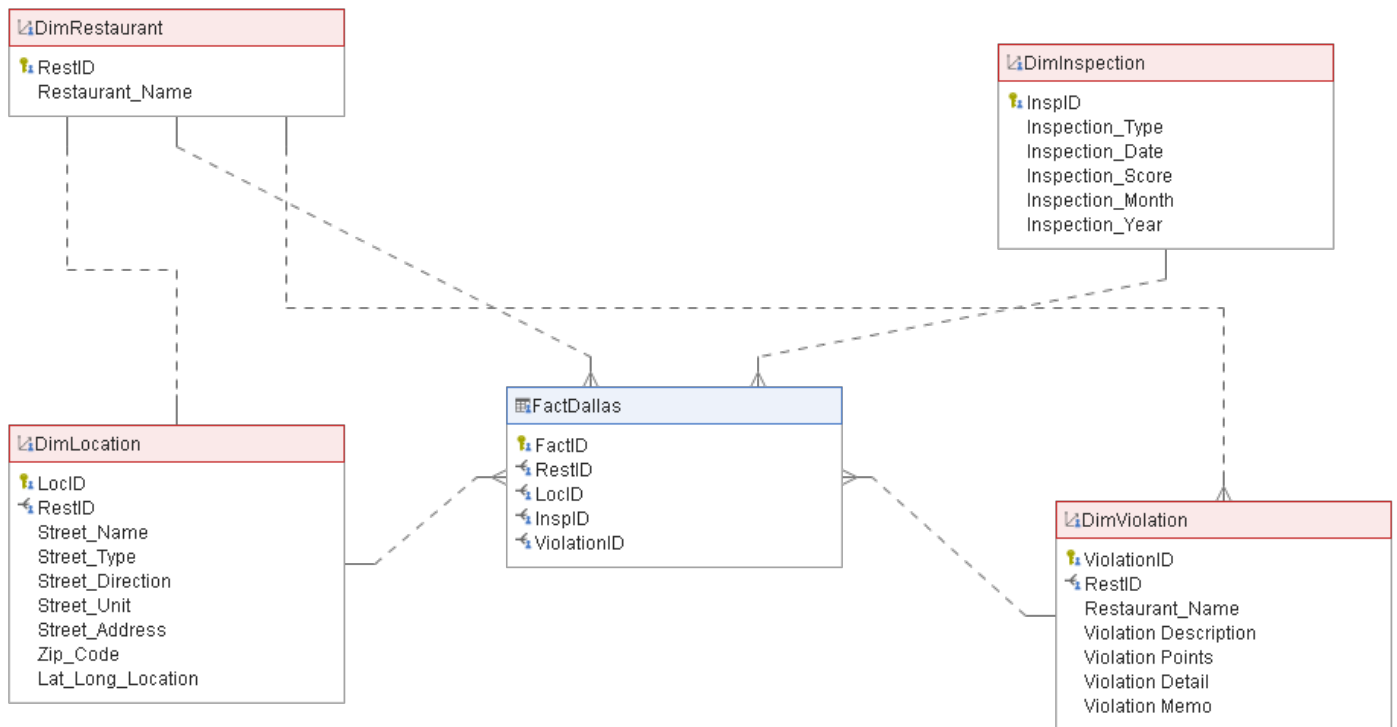 DimRestaurant
RestID
Restaurant_Name
DimInspection
InspID
Inspection_Type
Inspection_Date
Inspection_Score
Inspection_Month
Inspection_Year
FactDallas
FactID
RestID
LocID
InspID
ViolationID
DimLocation
LocID
RestID
Street_Name
Street_Type
Street_Direction
Street_Unit
Street_Address
Zip_Code
Lat_Long_Location
DimViolation
ViolationID
RestID
Restaurant_Name
Violation Description
Violation Points
Violation Detail
Violation Memo